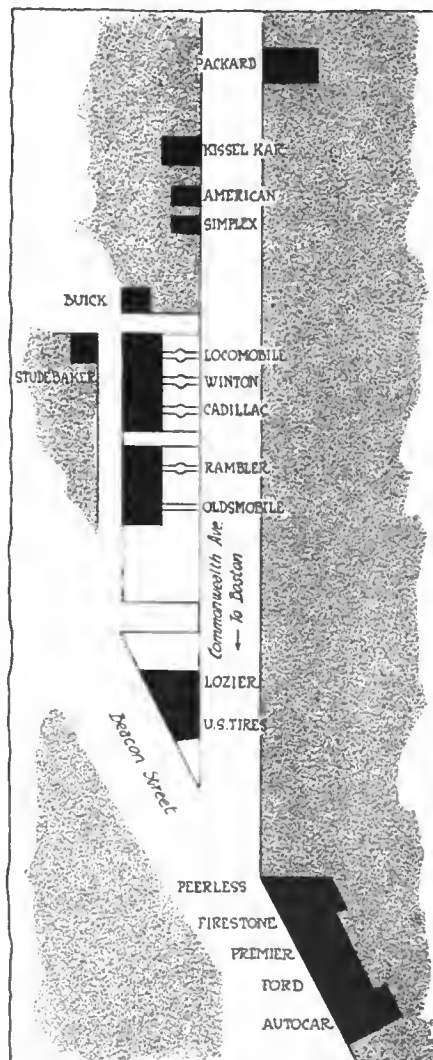 PACKARD
KISSEL KAR
AMERICAN
SIMPLEX
BUICK
LOCOMOBILE
STUDEBAKER
WINTON
CADILLAC
RAMBLER
OLDSMOBILE
Commonwealth Ave.
← To Boston
LOZIER
U.S. TIRES
Beacon Street
PEERLESS
FIRESTONE
PREMIER
FORD
AUTOCAR